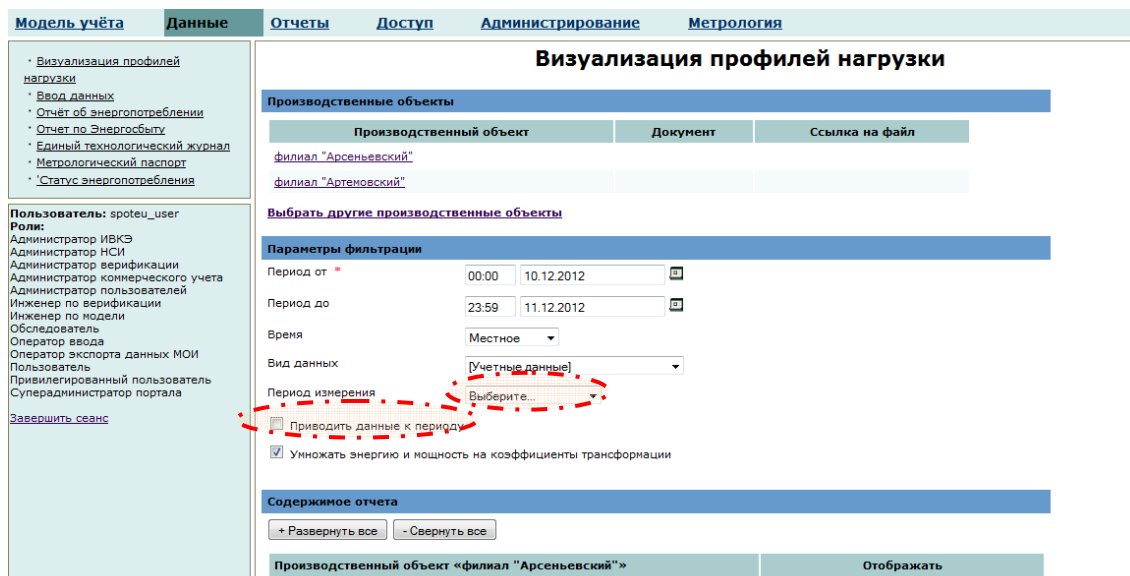 Модель учёта Данные Отчеты Доступ Администрирование Метрология
· Визуализация профилей
нагрузки
· Ввод данных
· Отчёт об энергопотреблении
· Отчет по Энергосбыту
· Единый технологический журнал
· Метрологический паспорт
· 'Статус энергопотребления
Пользователь: spoteu_user
Роли:
Администратор ИВКЭ
Администратор НСИ
Администратор верификации
Администратор коммерческого учета
Администратор пользователей
Инженер по верификации
Инженер по модели
Обследователь
Оператор ввода
Оператор экспорта данных МОИ
Пользователь
Привилегированный пользователь
Суперадминистратор портала
Завершить сеанс
Визуализация профилей нагрузки
Производственные объекты
Производственный объект Документ Ссылка на файл
филиал "Арсеньевский"
филиал "Артемовский"
Выбрать другие производственные объекты
Параметры фильтрации
Период от * 00:00 10.12.2012
Период до 23:59 11.12.2012
Время Местное
Вид данных [Учетные данные]
Период измерения Выберите...
Приводить данные к периоду
Умножать энергию и мощность на коэффициенты трансформации
Содержимое отчета
+ Развернуть все - Свернуть все
Производственный объект «филиал "Арсеньевский"» Отображать